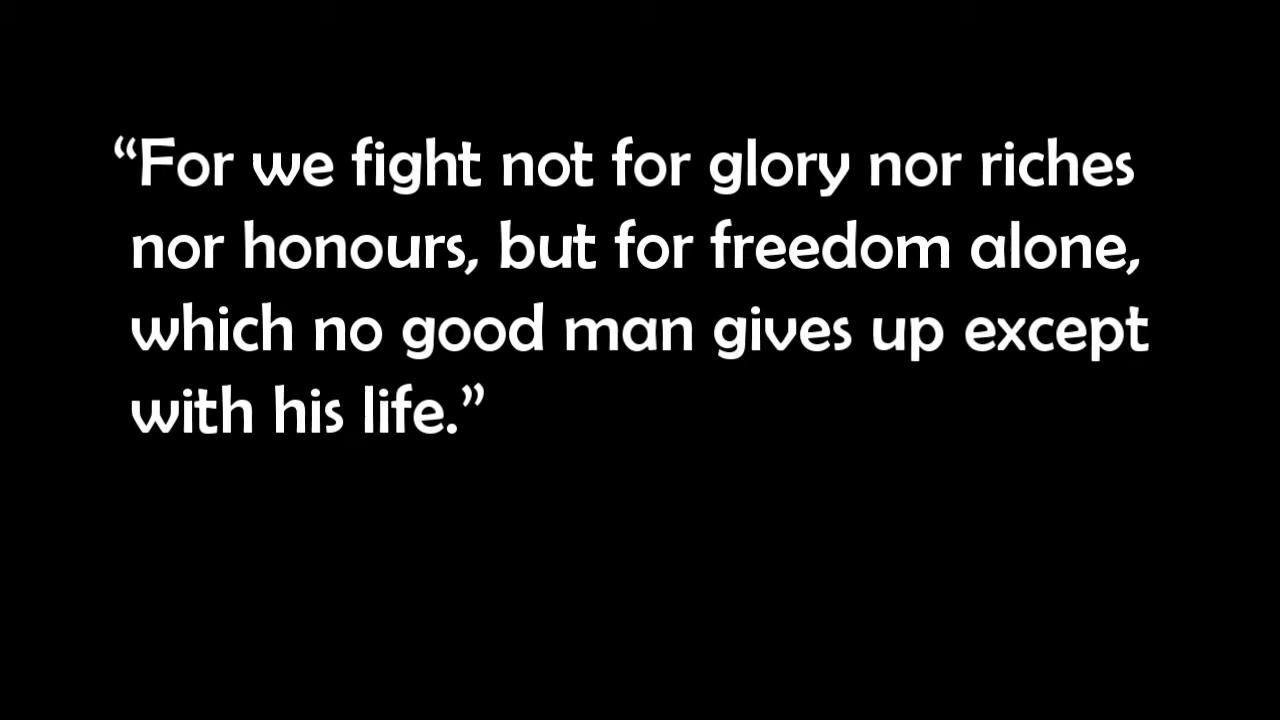 “For we fight not for glory nor riches
nor honours, but for freedom alone,
which no good man gives up except
with his life.”